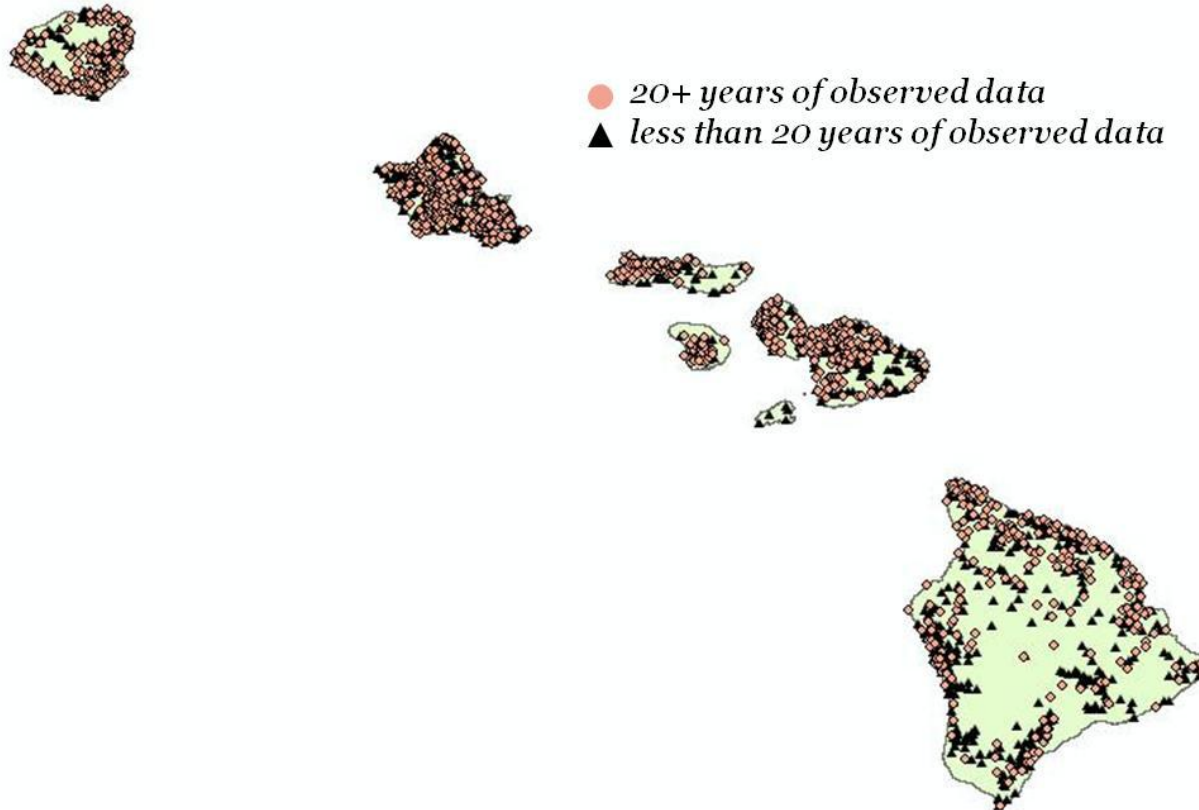 20+ years of observed data
less than 20 years of observed data